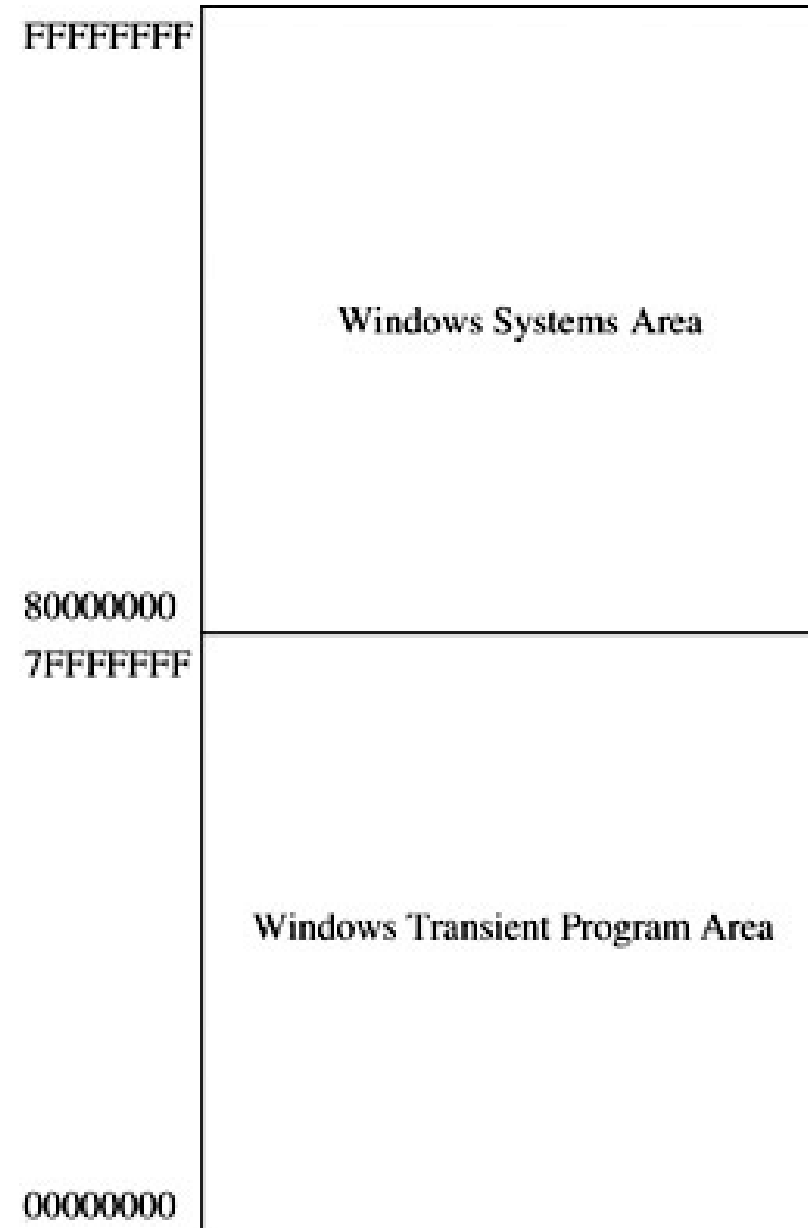 FFFFFFFF
Windows Systems Area
80000000
7FFFFFFF
Windows Transient Program Area
00000000